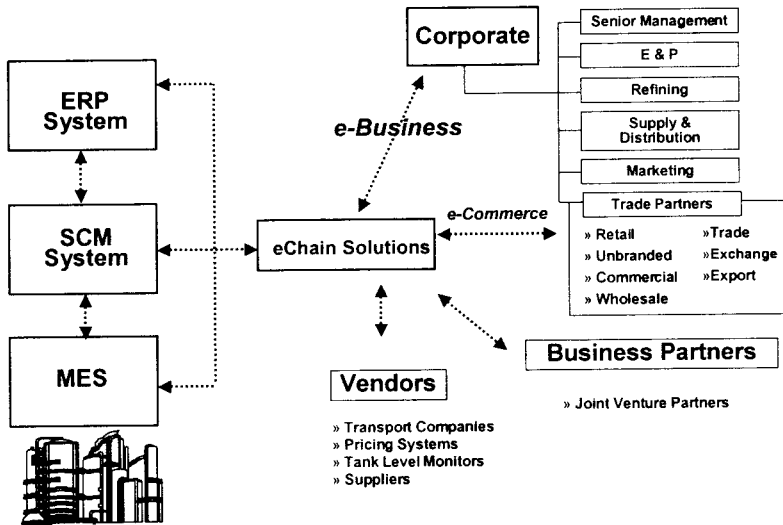 Corporate
Senior Management
E & P
Refining
Supply &
Distribution
Marketing
Trade Partners
» Retail
» Unbranded
» Commercial
» Wholesale
» Trade
» Exchange
» Export
ERP
System
SCM
System
MES
e-Business
e-Commerce
eChain Solutions
Vendors
» Transport Companies
» Pricing Systems
» Tank Level Monitors
» Suppliers
Business Partners
» Joint Venture Partners